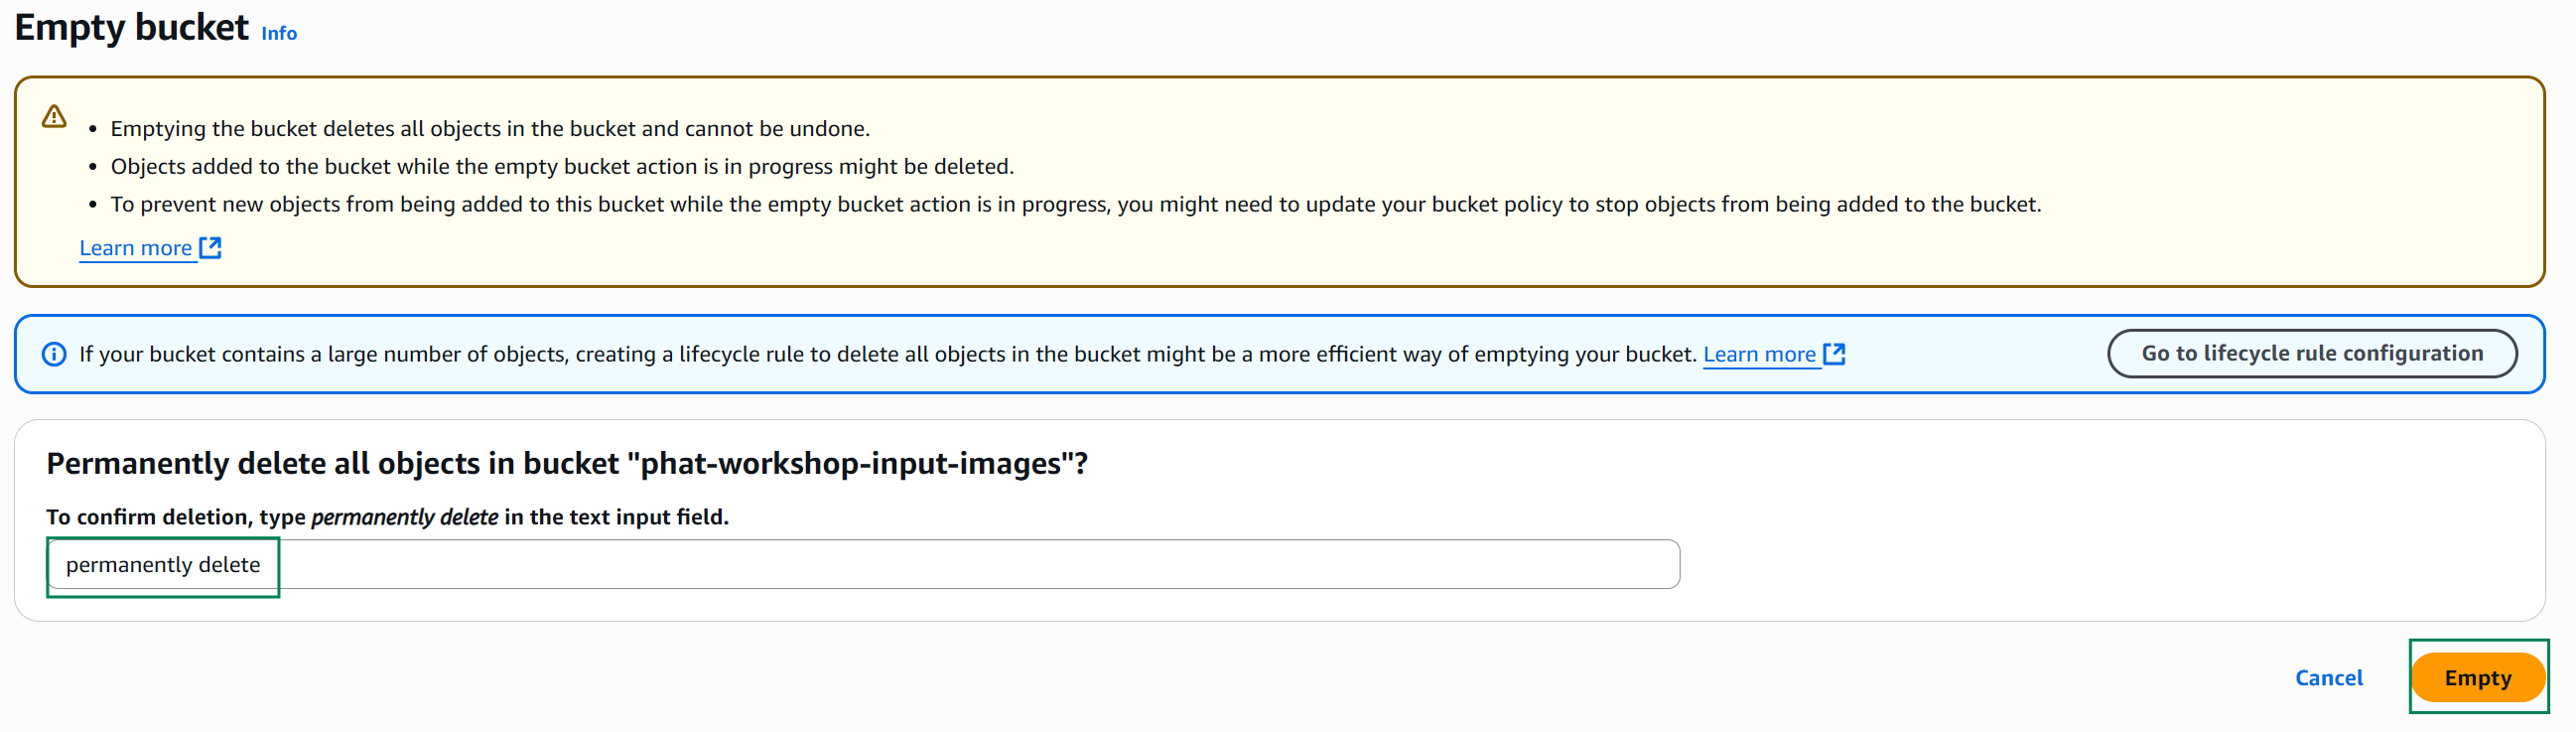 Empty bucket Info
• Emptying the bucket deletes all objects in the bucket and cannot be undone.
• Objects added to the bucket while the empty bucket action is in progress might be deleted.
• To prevent new objects from being added to this bucket while the empty bucket action is in progress, you might need to update your bucket policy to stop objects from being added to the bucket.
Learn more
If your bucket contains a large number of objects, creating a lifecycle rule to delete all objects in the bucket might be a more efficient way of emptying your bucket. Learn more Go to lifecycle rule configuration
Permanently delete all objects in bucket "phat-workshop-input-images"?
To confirm deletion, type permanently delete in the text input field.
permanently delete
Cancel Empty